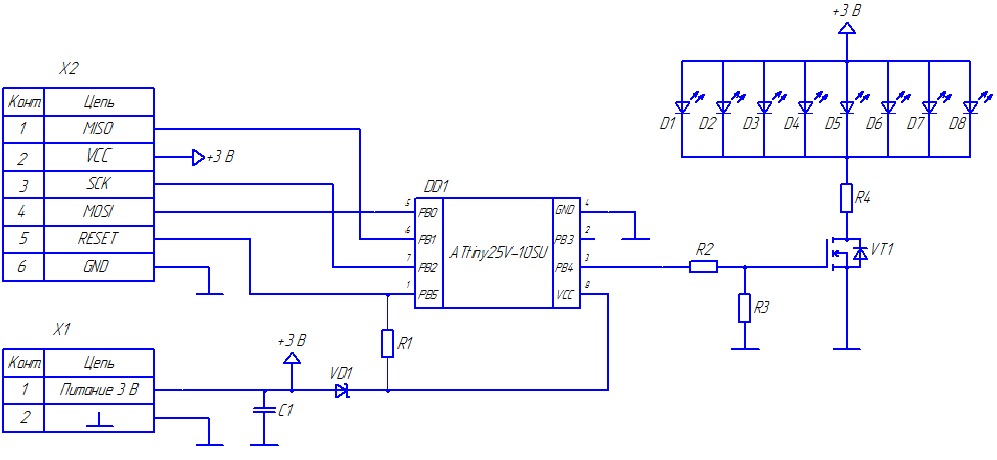 +3 В
X2
Конт. Цепь
1 MISO
2 VCC
+3 В
3 SCK
4 MOSI
5 RESET
6 GND
D1 D2 D3 D4 D5 D6 D7 D8
R4
VT1
DD1
ATtiny25V-10SU
5 PB0
6 PB1
7 PB2
1 PB5
GND 4
PB3 2
PB4 3
VCC 8
R2
R3
R1
X1
Конт. Цепь
1 Питание 3 В
2
+3 В
VD1
C1